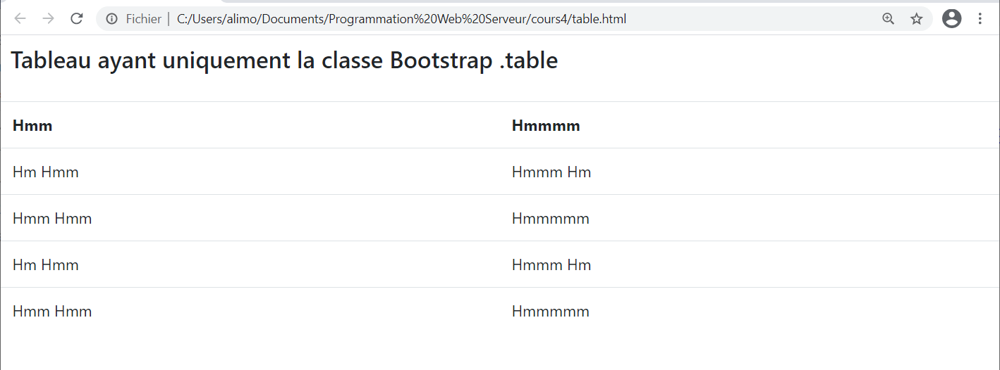 Fichier | C:/Users/alimo/Documents/Programmation%20Web%20Serveur/cours4/table.html
Tableau ayant uniquement la classe Bootstrap .table
Hmm Hmmmm
Hm Hmm Hmmm Hm
Hmm Hmm Hmmmmm
Hm Hmm Hmmm Hm
Hmm Hmm Hmmmmm